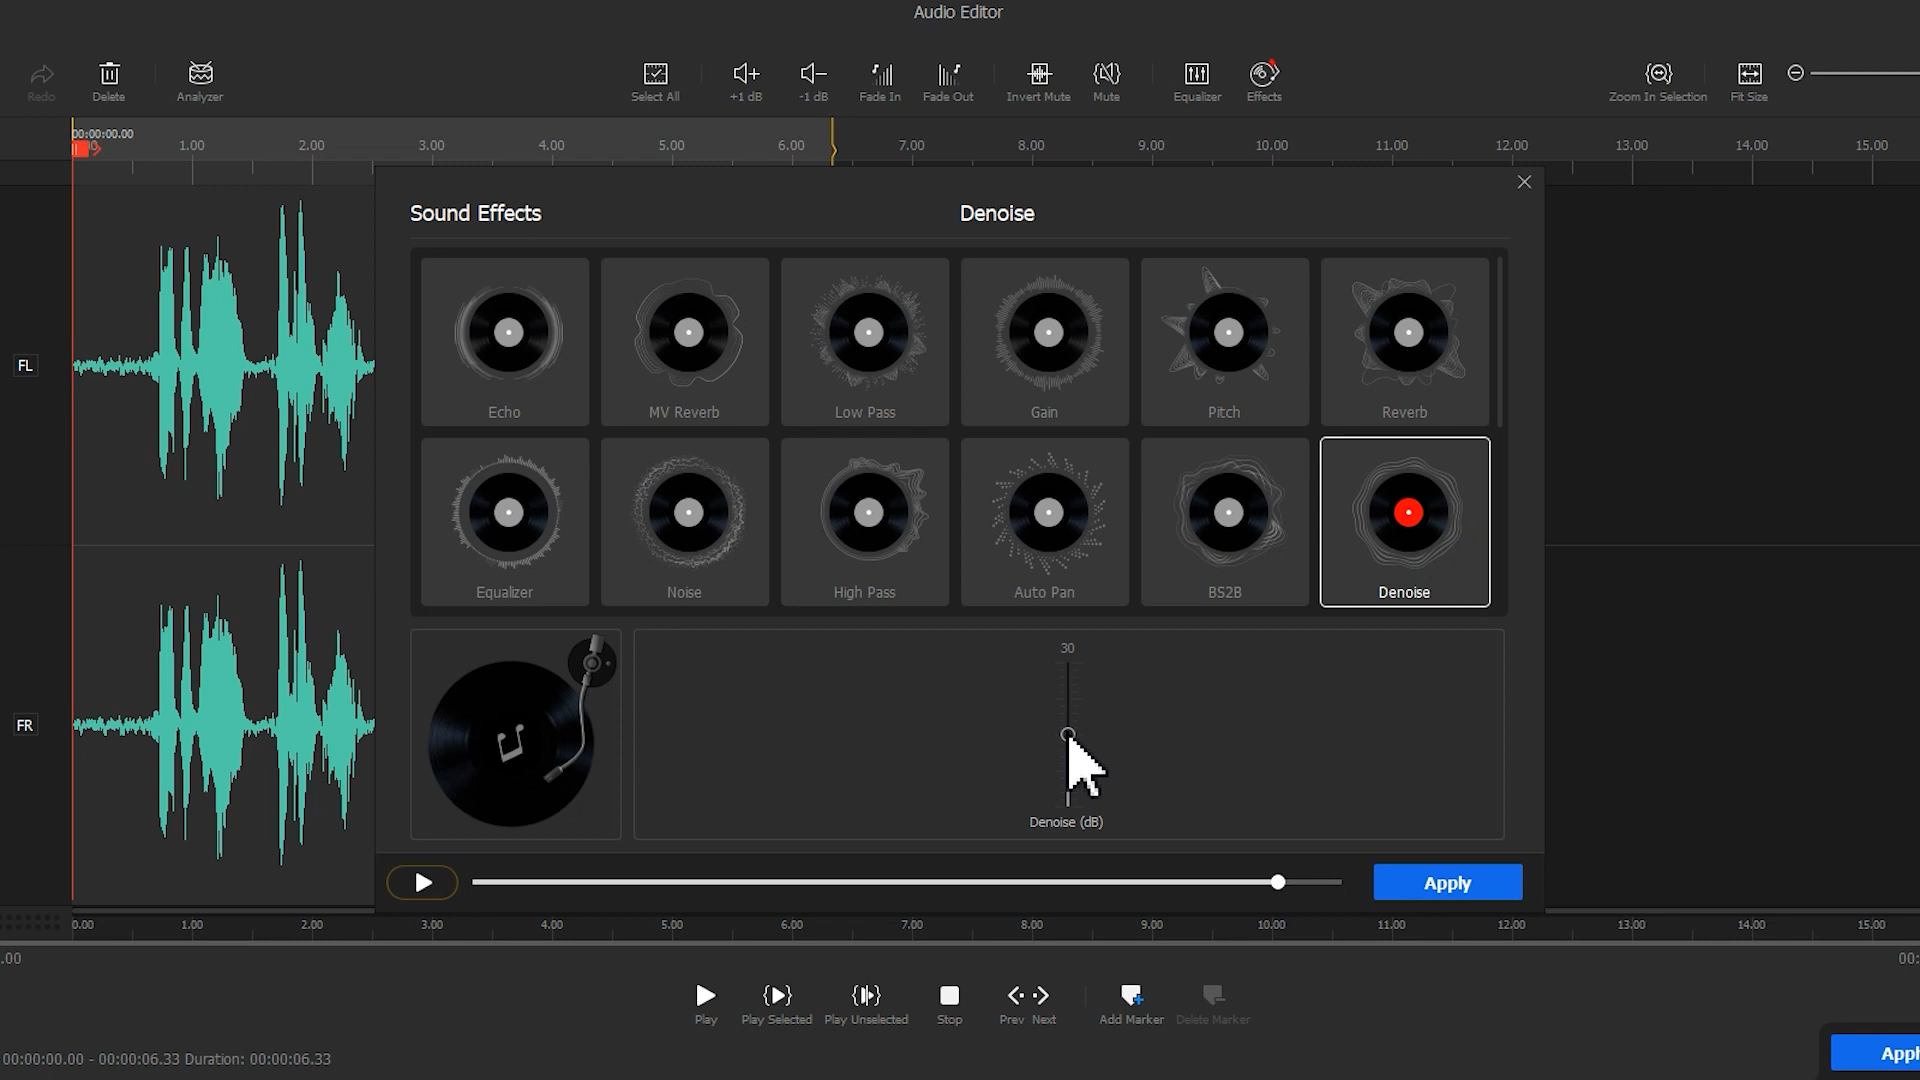 Audio Editor
Redo
Delete
Analyzer
Select All
+1 dB
-1 dB
Fade In
Fade Out
Invert Mute
Mute
Equalizer
Effects
Zoom In Selection
Fit Size
00:00:00.00
1.00 2.00 3.00 4.00 5.00 6.00 7.00 8.00 9.00 10.00 11.00 12.00 13.00 14.00 15.00
Sound Effects
Denoise
Echo
MV Reverb
Low Pass
Gain
Pitch
Reverb
FL
Equalizer
Noise
High Pass
Auto Pan
BS2B
Denoise
30
FR
Denoise (dB)
Apply
0.00 1.00 2.00 3.00 4.00 5.00 6.00 7.00 8.00 9.00 10.00 11.00 12.00 13.00 14.00 15.00
.00
00:
Play
Play Selected
Play Unselected
Stop
Prev Next
Add Marker
Delete Marker
00:00:00.00 - 00:00:06.33 Duration: 00:00:06.33
Appl